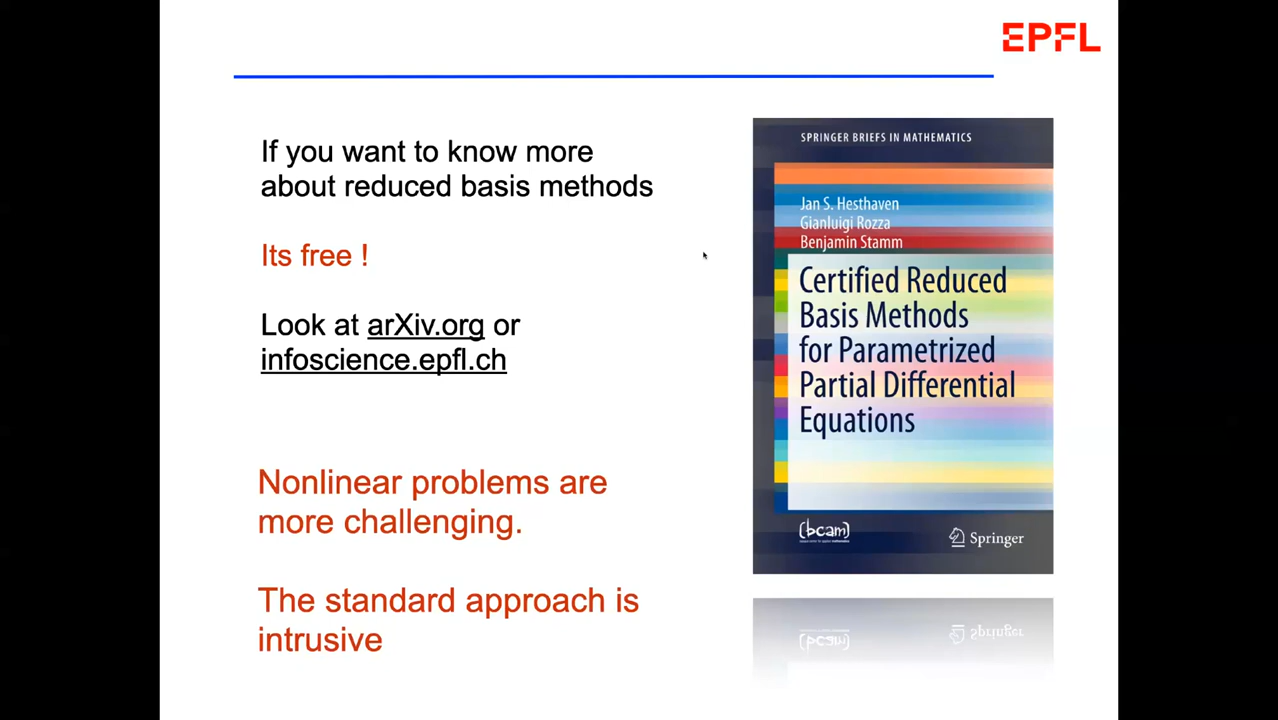 EPFL
If you want to know more
about reduced basis methods
Its free !
Look at arXiv.org or
infoscience.epfl.ch
Nonlinear problems are
more challenging.
The standard approach is
intrusive
SPRINGER BRIEFS IN MATHEMATICS
Jan S. Hesthaven
Gianluigi Rozza
Benjamin Stamm
Certified Reduced
Basis Methods
for Parametrized
Partial Differential
Equations
(bcam)
Springer